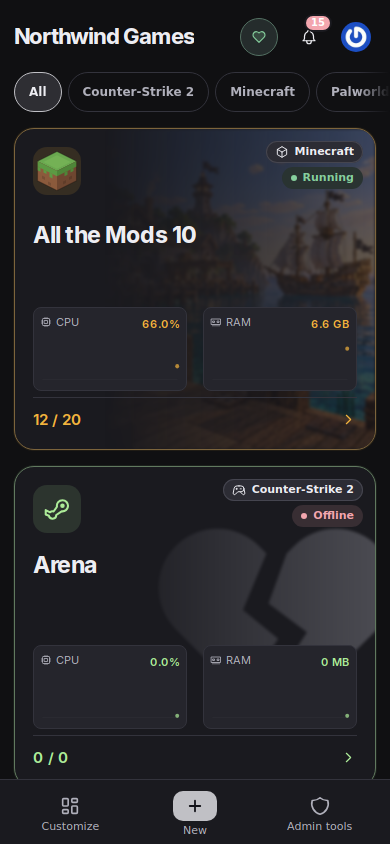 Northwind Games
15
All
Counter-Strike 2
Minecraft
Palworld
Minecraft
Running
All the Mods 10
CPU
66.0%
RAM
6.6 GB
12 / 20
Counter-Strike 2
Offline
Arena
CPU
0.0%
RAM
0 MB
0 / 0
Customize
New
Admin tools